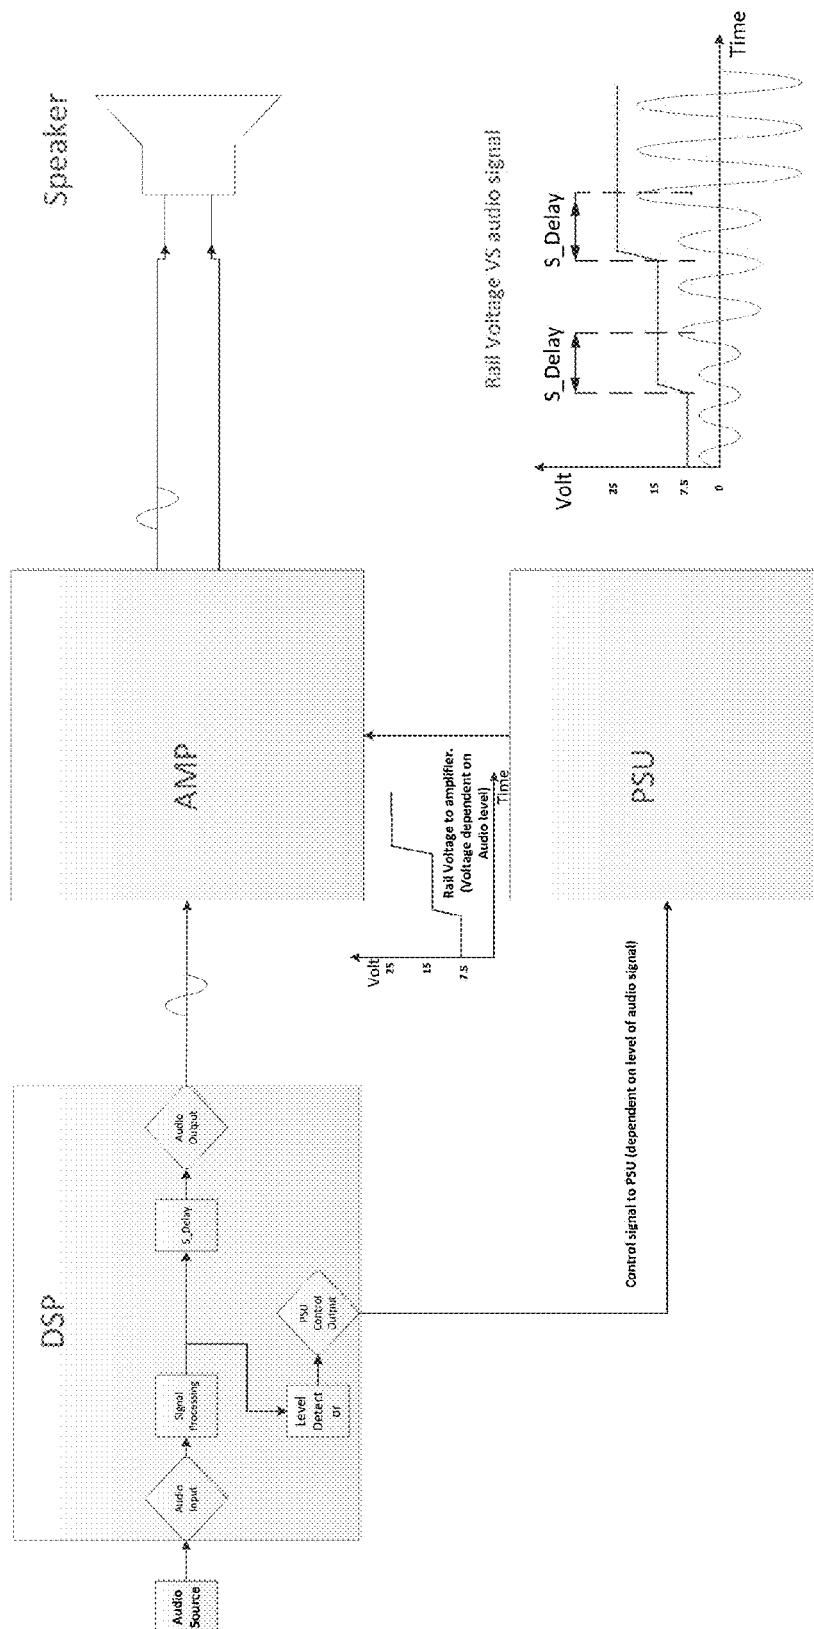 Audio
Source
DSP
Audio
Input
Signal
Processing
S_Delay
Audio
Output
Level
Detect
or
PSU
Control
Output
AMP
Speaker
Volt
25
15
7.5
Rail Voltage to amplifier.
(Voltage dependent on
Audio level)
Time
Control signal to PSU (dependent on level of audio signal)
PSU
Rail Voltage VS audio signal
S_Delay
S_Delay
Volt
25
15
7.5
0
Time